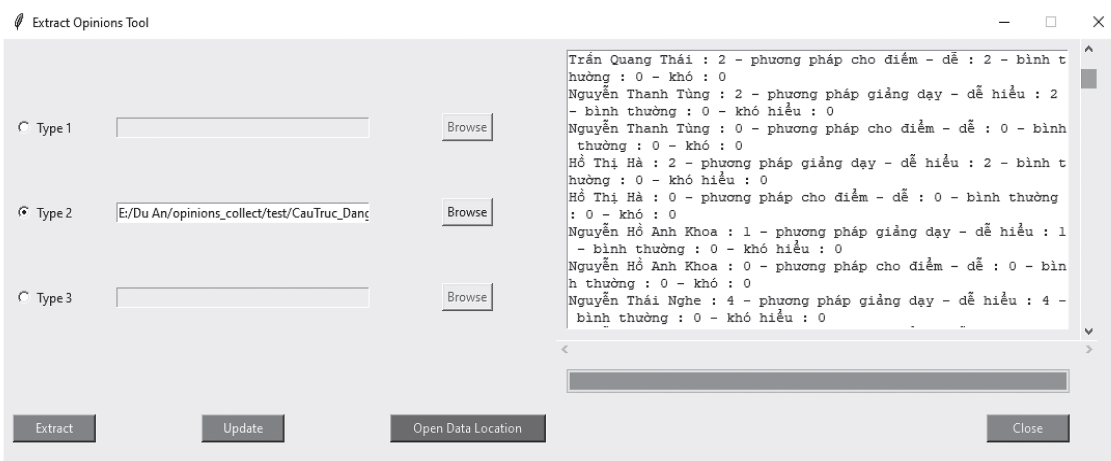 Extract Opinions Tool
Type 1
Browse
Type 2
E:/Du An/opinions_collect/test/CauTruc_Dang
Browse
Type 3
Browse
Trần Quang Thái : 2 - phương pháp cho điểm - dễ : 2 - bình t
hường : 0 - khó : 0
Nguyễn Thanh Tùng : 2 - phương pháp giảng dạy - dễ hiểu : 2
- bình thường : 0 - khó hiểu : 0
Nguyễn Thanh Tùng : 0 - phương pháp cho điểm - dễ : 0 - bình
thường : 0 - khó : 0
Hồ Thị Hà : 2 - phương pháp giảng dạy - dễ hiểu : 2 - bình t
hường : 0 - khó hiểu : 0
Hồ Thị Hà : 0 - phương pháp cho điểm - dễ : 0 - bình thường
: 0 - khó : 0
Nguyễn Hồ Anh Khoa : 1 - phương pháp giảng dạy - dễ hiểu : 1
- bình thường : 0 - khó hiểu : 0
Nguyễn Hồ Anh Khoa : 0 - phương pháp cho điểm - dễ : 0 - bìn
h thường : 0 - khó : 0
Nguyễn Thái Nghe : 4 - phương pháp giảng dạy - dễ hiểu : 4 -
bình thường : 0 - khó hiểu : 0
Extract
Update
Open Data Location
Close